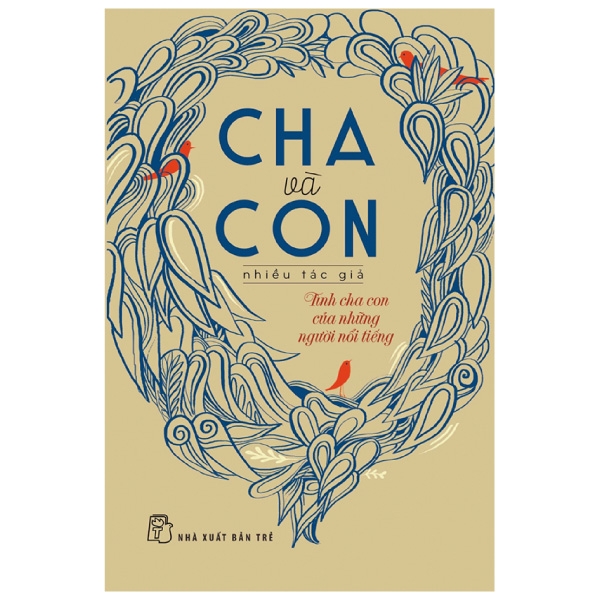 CHA
và
CON
nhiều tác giả
Tình cha con
của những
người nổi tiếng
NHÀ XUẤT BẢN TRẺ